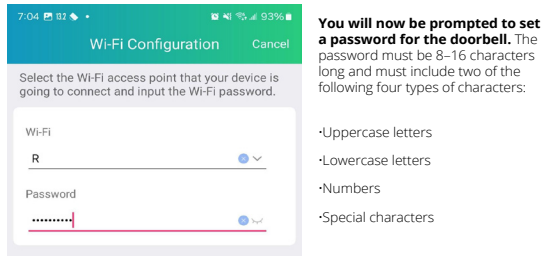 7:04
93%
Wi-Fi Configuration
Cancel
Select the Wi-Fi access point that your device is
going to connect and input the Wi-Fi password.
Wi-Fi
R
Password
••••••••••
You will now be prompted to set
a password for the doorbell. The
password must be 8–16 characters
long and must include two of the
following four types of characters:
·Uppercase letters
·Lowercase letters
·Numbers
·Special characters